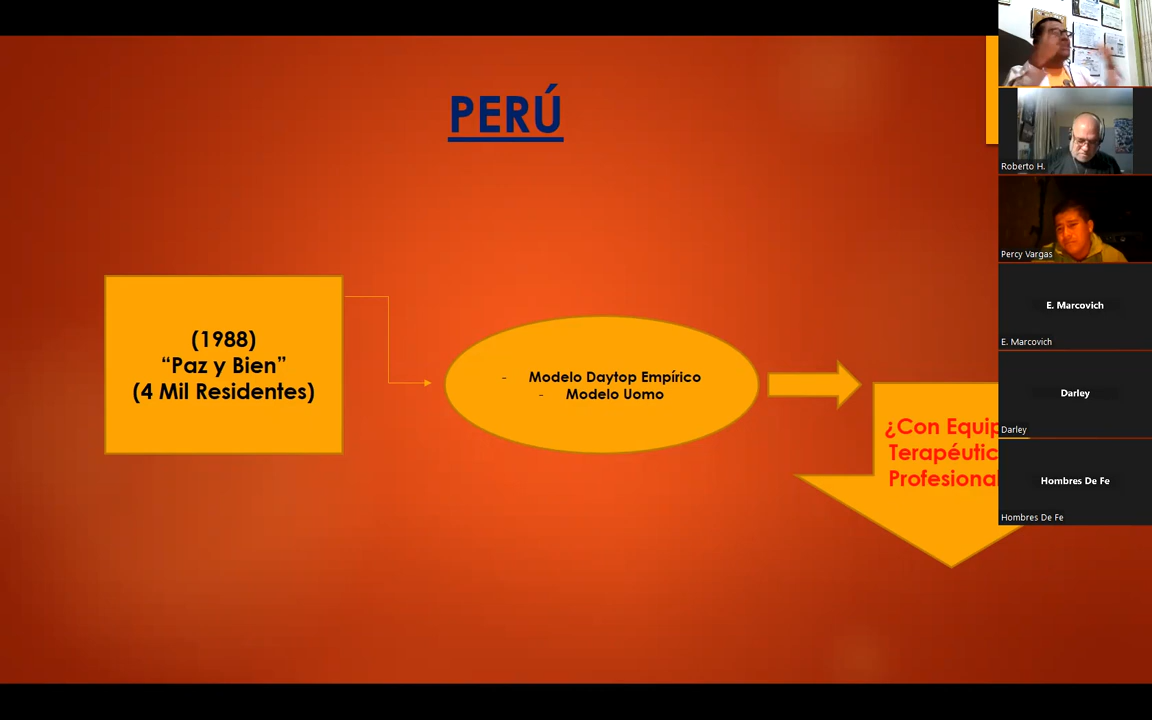 PERÚ
(1988)
“Paz y Bien”
(4 Mil Residentes)
- Modelo Daytop Empírico
- Modelo Uomo
¿Con Equip
Terapéutic
Profesional
Roberto H.
Percy Vargas
E. Marcovich
E. Marcovich
Darley
Darley
Hombres De Fe
Hombres De Fe